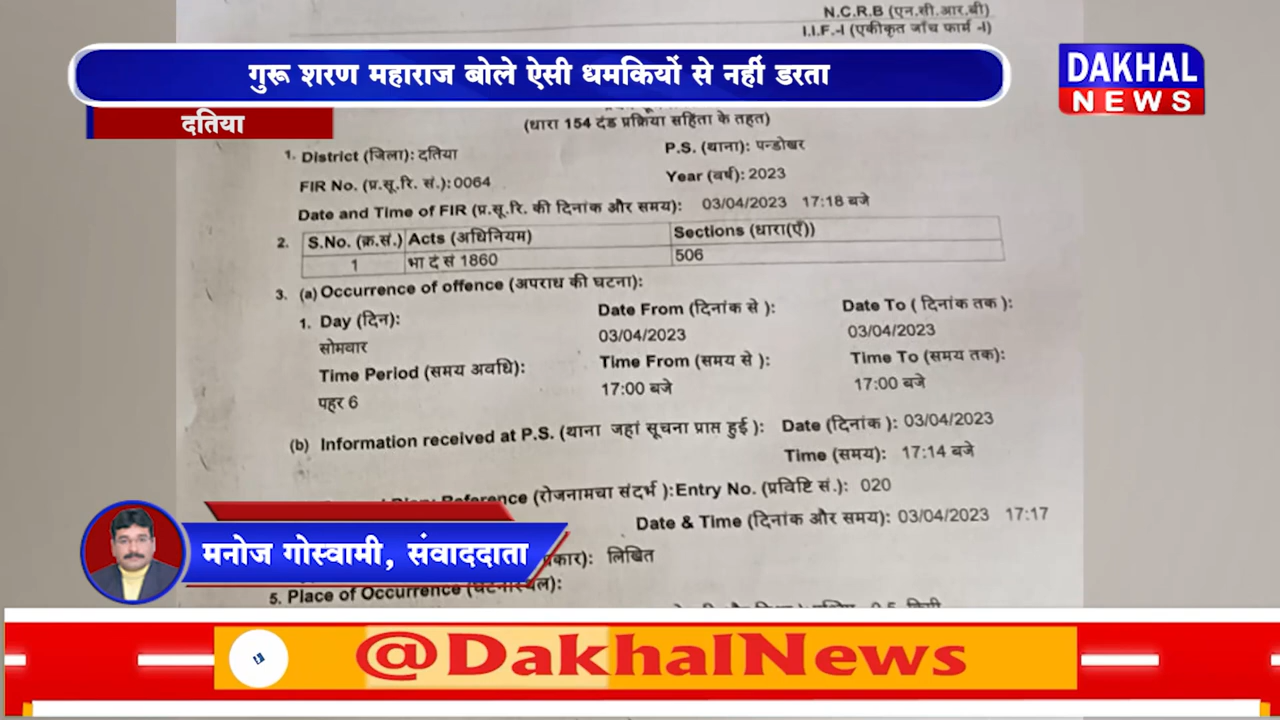 N.C.R.B (एन.सी.आर.बी)
I.I.F.-I (एकीकृत जाँच फार्म -I)
गुरू शरण महाराज बोले ऐसी धमकियों से नहीं डरता
DAKHAL
NEWS
दतिया
(धारा 154 दंड प्रक्रिया सहिता के तहत)
1. District (जिला): दतिया P.S. (थाना): पन्डोखर
FIR No. (प्र.सू.रि. सं.): 0064 Year (वर्ष): 2023
Date and Time of FIR (प्र.सू.रि. की दिनांक और समय): 03/04/2023 17:18 बजे
2. S.No. (क्र.सं.) Acts (अधिनियम) Sections (धारा(एँ))
1 भा दं सं 1860 506
3. (a) Occurrence of offence (अपराध की घटना):
1. Day (दिन): Date From (दिनांक से ): Date To ( दिनांक तक ):
सोमवार 03/04/2023 03/04/2023
Time Period (समय अवधि): Time From (समय से ): Time To (समय तक):
पहर 6 17:00 बजे 17:00 बजे
(b) Information received at P.S. (थाना जहां सूचना प्राप्त हुई ): Date (दिनांक ): 03/04/2023
Time (समय): 17:14 बजे
Reference (रोजनामचा संदर्भ ): Entry No. (प्रविष्टि सं.): 020
Date & Time (दिनांक और समय): 03/04/2023 17:17
मनोज गोस्वामी, संवाददाता
लिखित
5. Place of Occurrence (घटनास्थल):
@DakhalNews